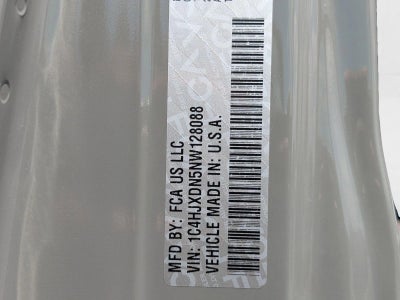 MFD BY: FCA US LLC
VIN: 1C4HJXDN5NW128088
VEHICLE MADE IN: U.S.A.